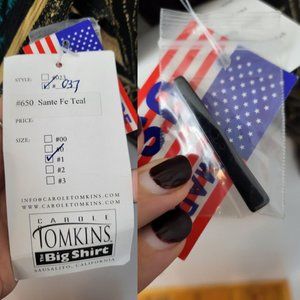 STYLE:
#023
# 037
#650 Sante Fe Teal
PRICE:
SIZE:
#00
#0
#1
#2
#3
INFO@CAROLETOMKINS.COM
WWW.CAROLETOMKINS.COM
CAROLE
TOMKINS
THE Big Shirt
SAUSALITO, CALIFORNIA